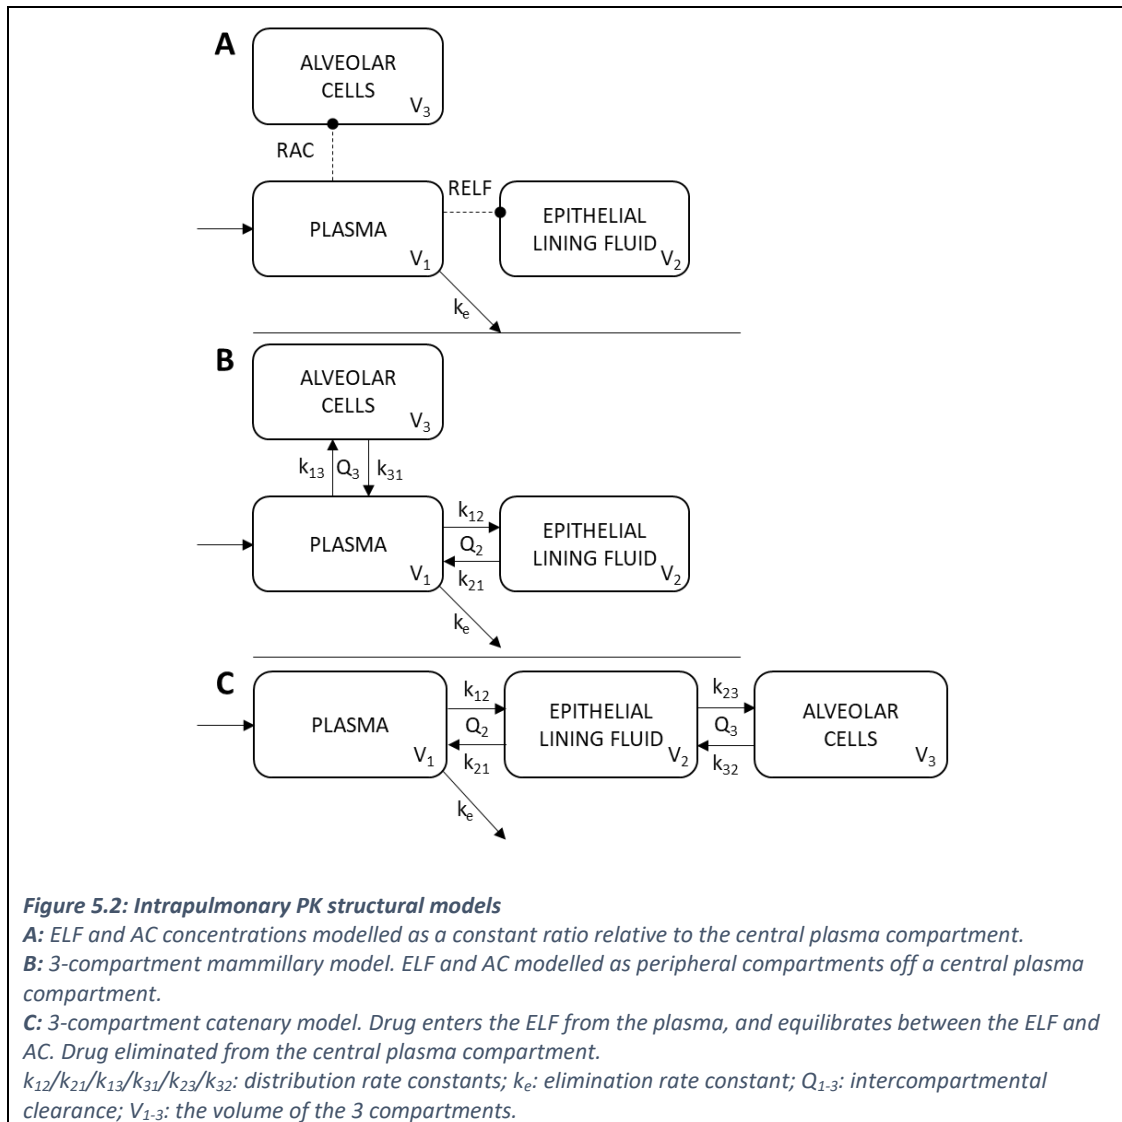 A
ALVEOLAR
CELLS
V₃
RAC
RELF
PLASMA
V₁
EPITHELIAL
LINING FLUID
V₂
kₑ
B
ALVEOLAR
CELLS
V₃
k₁₃ Q₃ k₃₁
PLASMA
V₁
k₁₂
Q₂
k₂₁
EPITHELIAL
LINING FLUID
V₂
kₑ
C
PLASMA
V₁
k₁₂
Q₂
k₂₁
EPITHELIAL
LINING FLUID
V₂
k₂₃
Q₃
k₃₂
ALVEOLAR
CELLS
V₃
kₑ
Figure 5.2: Intrapulmonary PK structural models
A: ELF and AC concentrations modelled as a constant ratio relative to the central plasma compartment.
B: 3-compartment mammillary model. ELF and AC modelled as peripheral compartments off a central plasma
compartment.
C: 3-compartment catenary model. Drug enters the ELF from the plasma, and equilibrates between the ELF and
AC. Drug eliminated from the central plasma compartment.
k₁₂/k₂₁/k₁₃/k₃₁/k₂₃/k₃₂: distribution rate constants; kₑ: elimination rate constant; Q₁₋₃: intercompartmental
clearance; V₁₋₃: the volume of the 3 compartments.